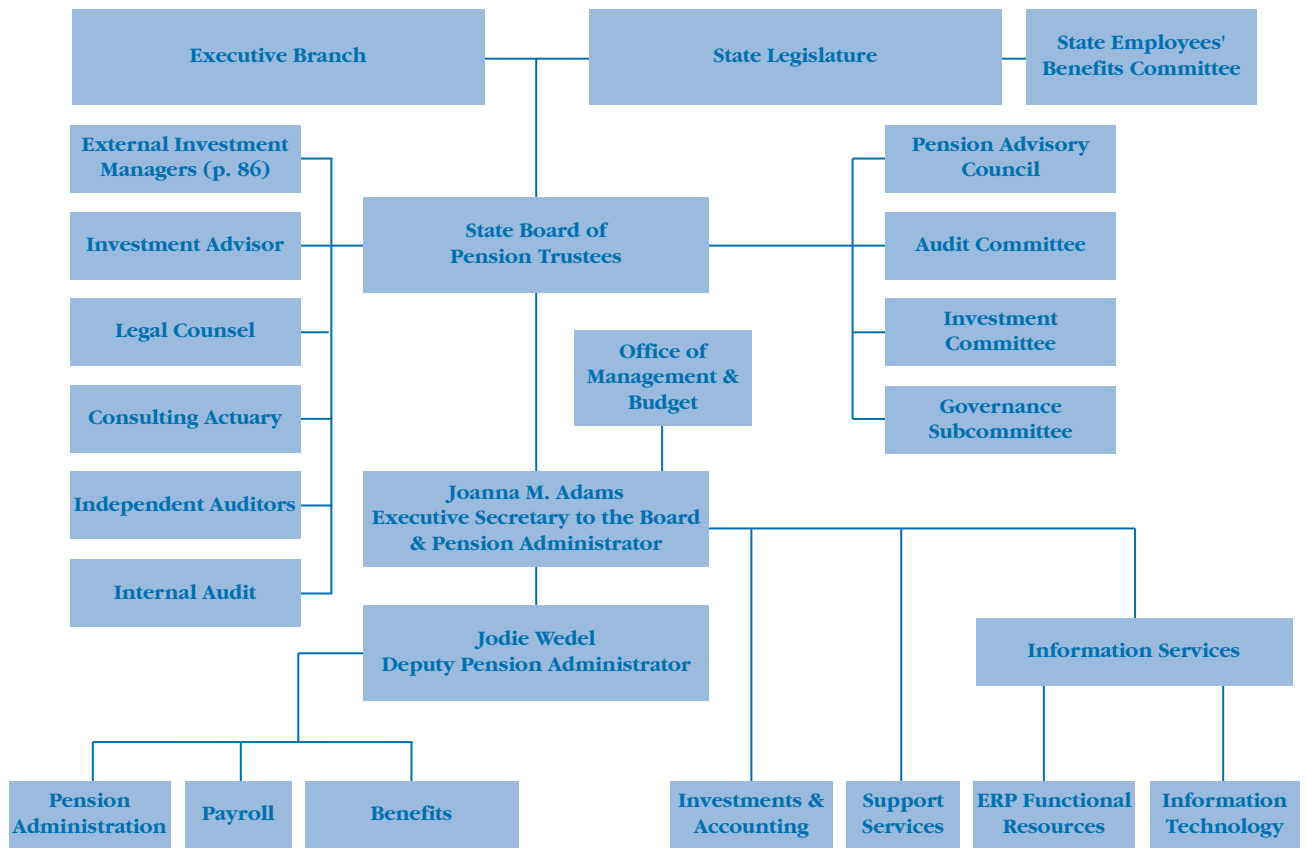 Executive Branch
State Legislature
State Employees'
Benefits Committee
External Investment
Managers (p. 86)
Pension Advisory
Council
Investment Advisor
State Board of
Pension Trustees
Audit Committee
Legal Counsel
Investment
Committee
Office of
Management &
Budget
Consulting Actuary
Governance
Subcommittee
Independent Auditors
Joanna M. Adams
Executive Secretary to the Board
& Pension Administrator
Internal Audit
Jodie Wedel
Deputy Pension Administrator
Information Services
Pension
Administration
Payroll
Benefits
Investments &
Accounting
Support
Services
ERP Functional
Resources
Information
Technology